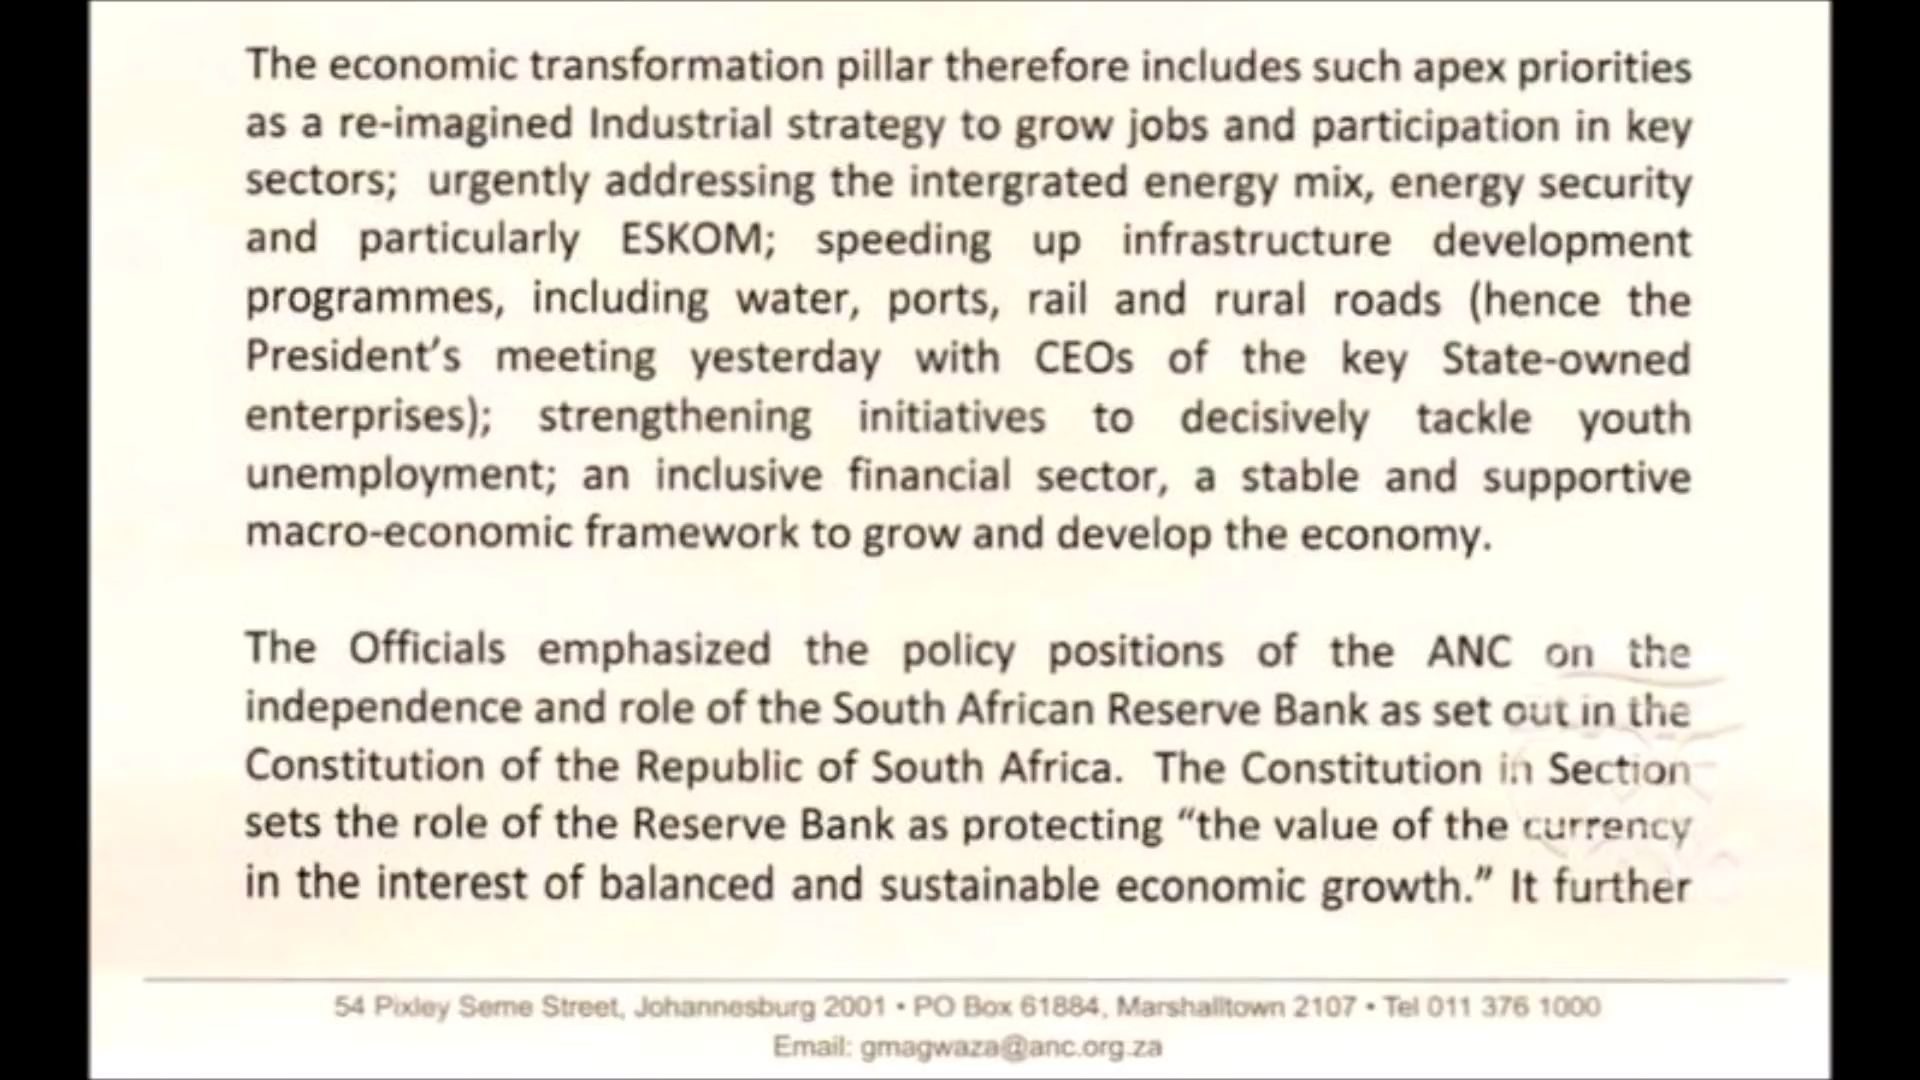 The economic transformation pillar therefore includes such apex priorities
as a re-imagined Industrial strategy to grow jobs and participation in key
sectors; urgently addressing the intergrated energy mix, energy security
and particularly ESKOM; speeding up infrastructure development
programmes, including water, ports, rail and rural roads (hence the
President's meeting yesterday with CEOs of the key State-owned
enterprises); strengthening initiatives to decisively tackle youth
unemployment; an inclusive financial sector, a stable and supportive
macro-economic framework to grow and develop the economy.
The Officials emphasized the policy positions of the ANC on the
independence and role of the South African Reserve Bank as set out in the
Constitution of the Republic of South Africa. The Constitution in Section
sets the role of the Reserve Bank as protecting “the value of the currency
in the interest of balanced and sustainable economic growth.” It further
54 Pixley Seme Street, Johannesburg 2001 • PO Box 61884, Marshalltown 2107 • Tel 011 376 1000
Email: gmagwaza@anc.org.za